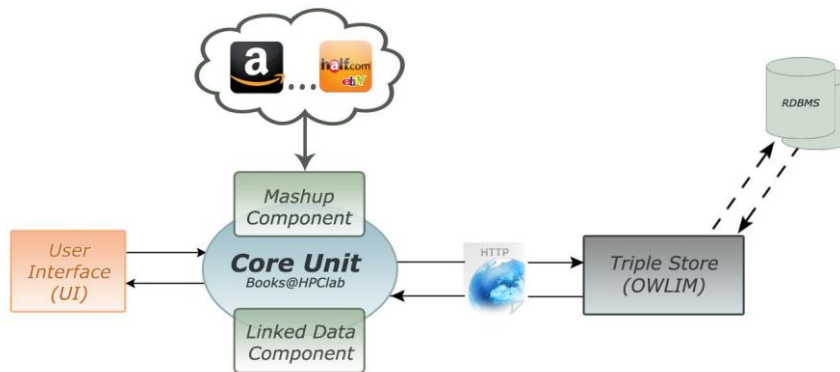 a
...
half.com
ebY
RDBMS
Mashup
Component
User
Interface
(UI)
Core Unit
Books@HPClab
HTTP
Triple Store
(OWLIM)
Linked Data
Component